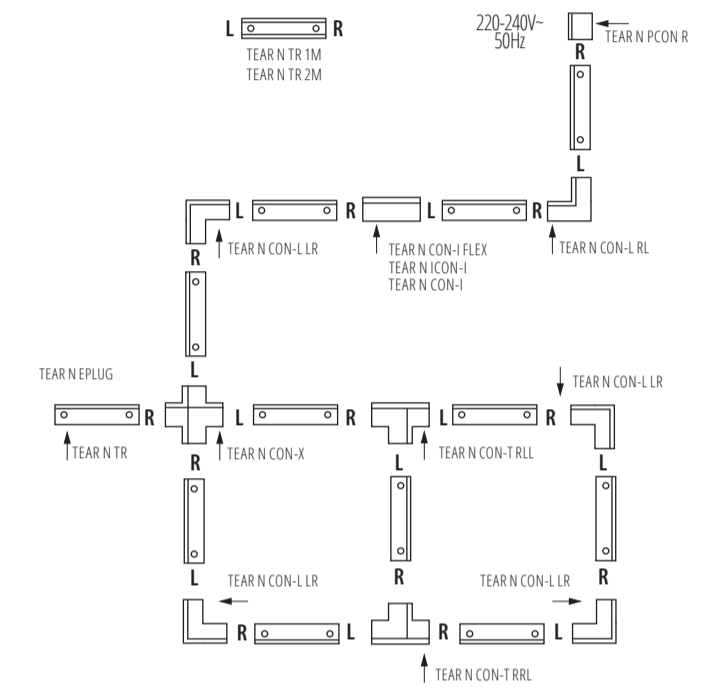 L R
TEAR N TR 1M
TEAR N TR 2M
220-240V~
50Hz
TEAR N PCON R
R
L
L R L R
TEAR N CON-L LR
TEAR N CON-I FLEX
TEAR N ICON-I
TEAR N CON-I
TEAR N CON-L RL
R
L
TEAR N EPLUG
TEAR N CON-L LR
R L R L R
TEAR N TR
TEAR N CON-X
TEAR N CON-T RLL
R L L
L R R
TEAR N CON-L LR
TEAR N CON-L LR
R L R L
TEAR N CON-T RRL